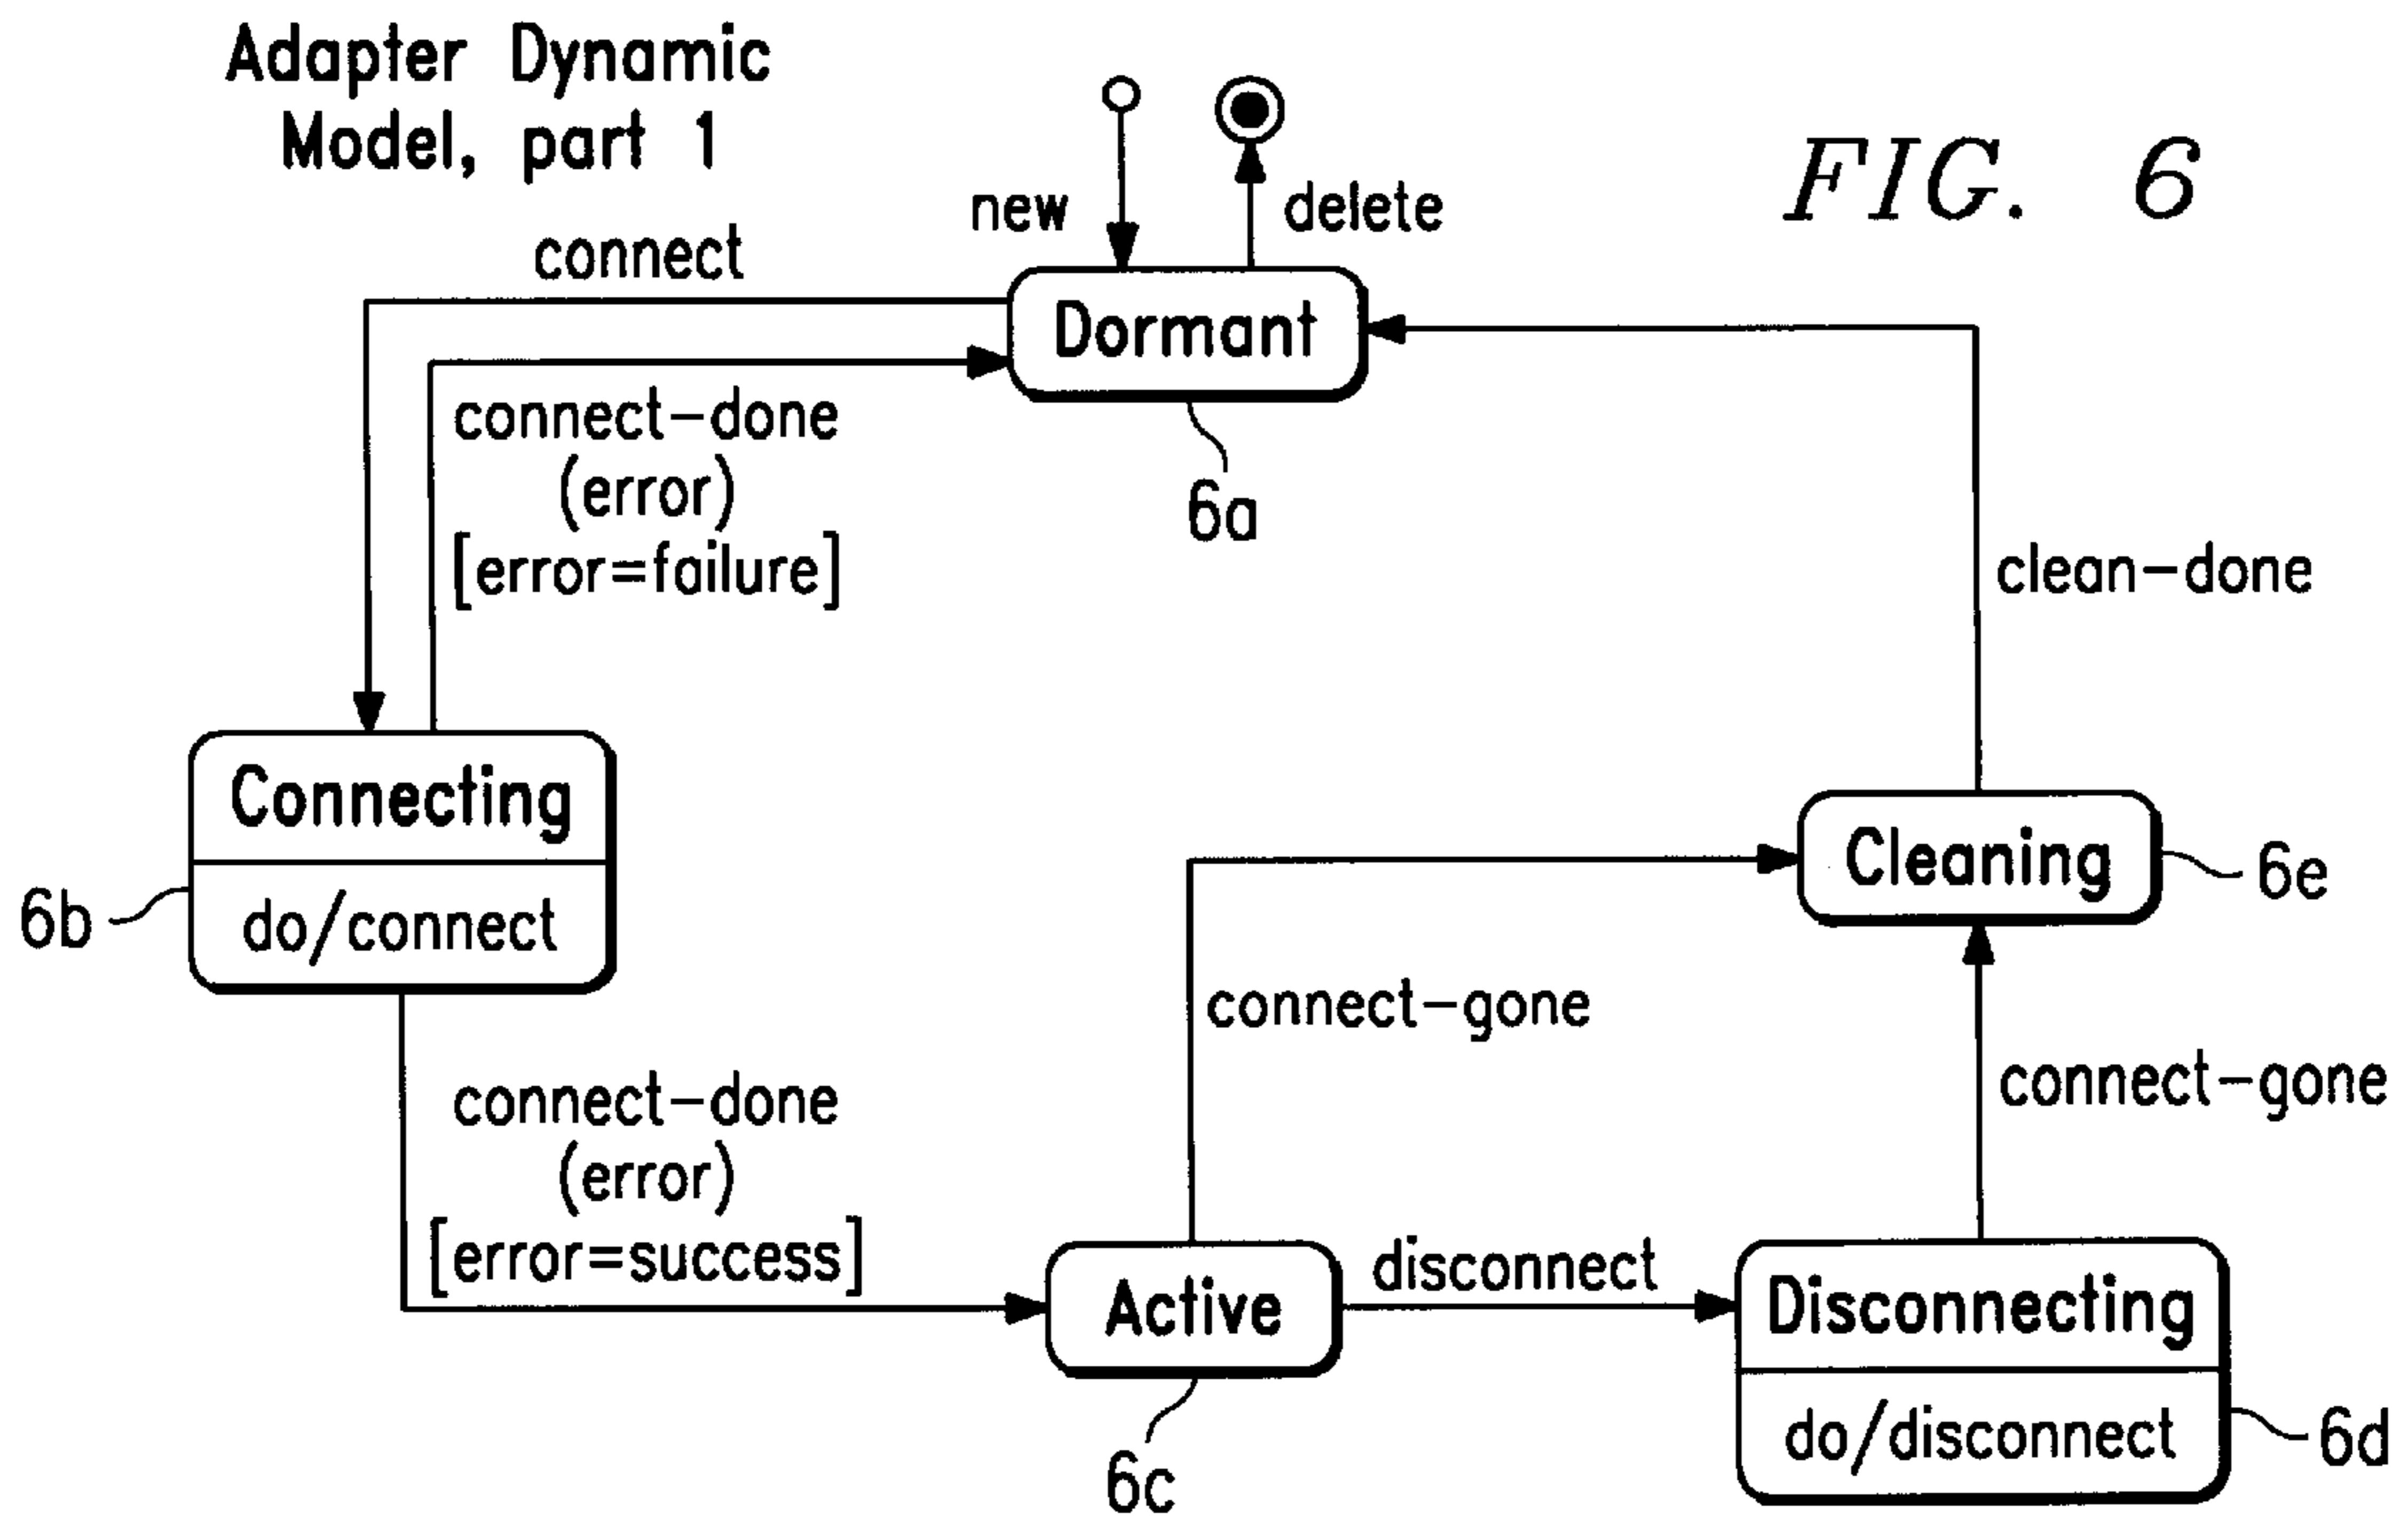 Adapter Dynamic
Model, part 1
FIG. 6
new
delete
connect
Dormant
connect-done
(error)
[error=failure]
6a
clean-done
Connecting
do/connect
6b
Cleaning
6e
connect-gone
connect-gone
connect-done
(error)
[error=success]
Active
disconnect
Disconnecting
do/disconnect
6c
6d